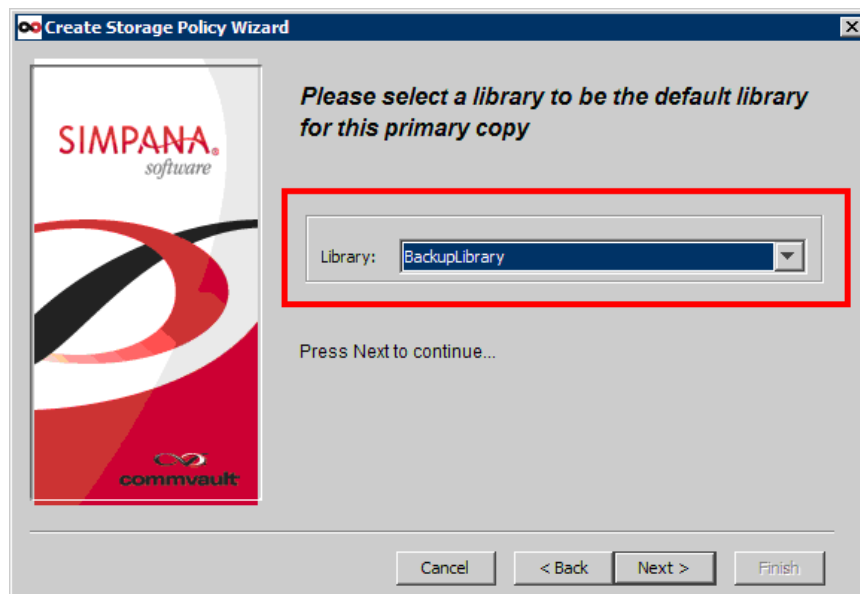 Create Storage Policy Wizard
Please select a library to be the default library
for this primary copy
SIMPANA®
software
Library: BackupLibrary
Press Next to continue...
commvault
Cancel < Back Next > Finish